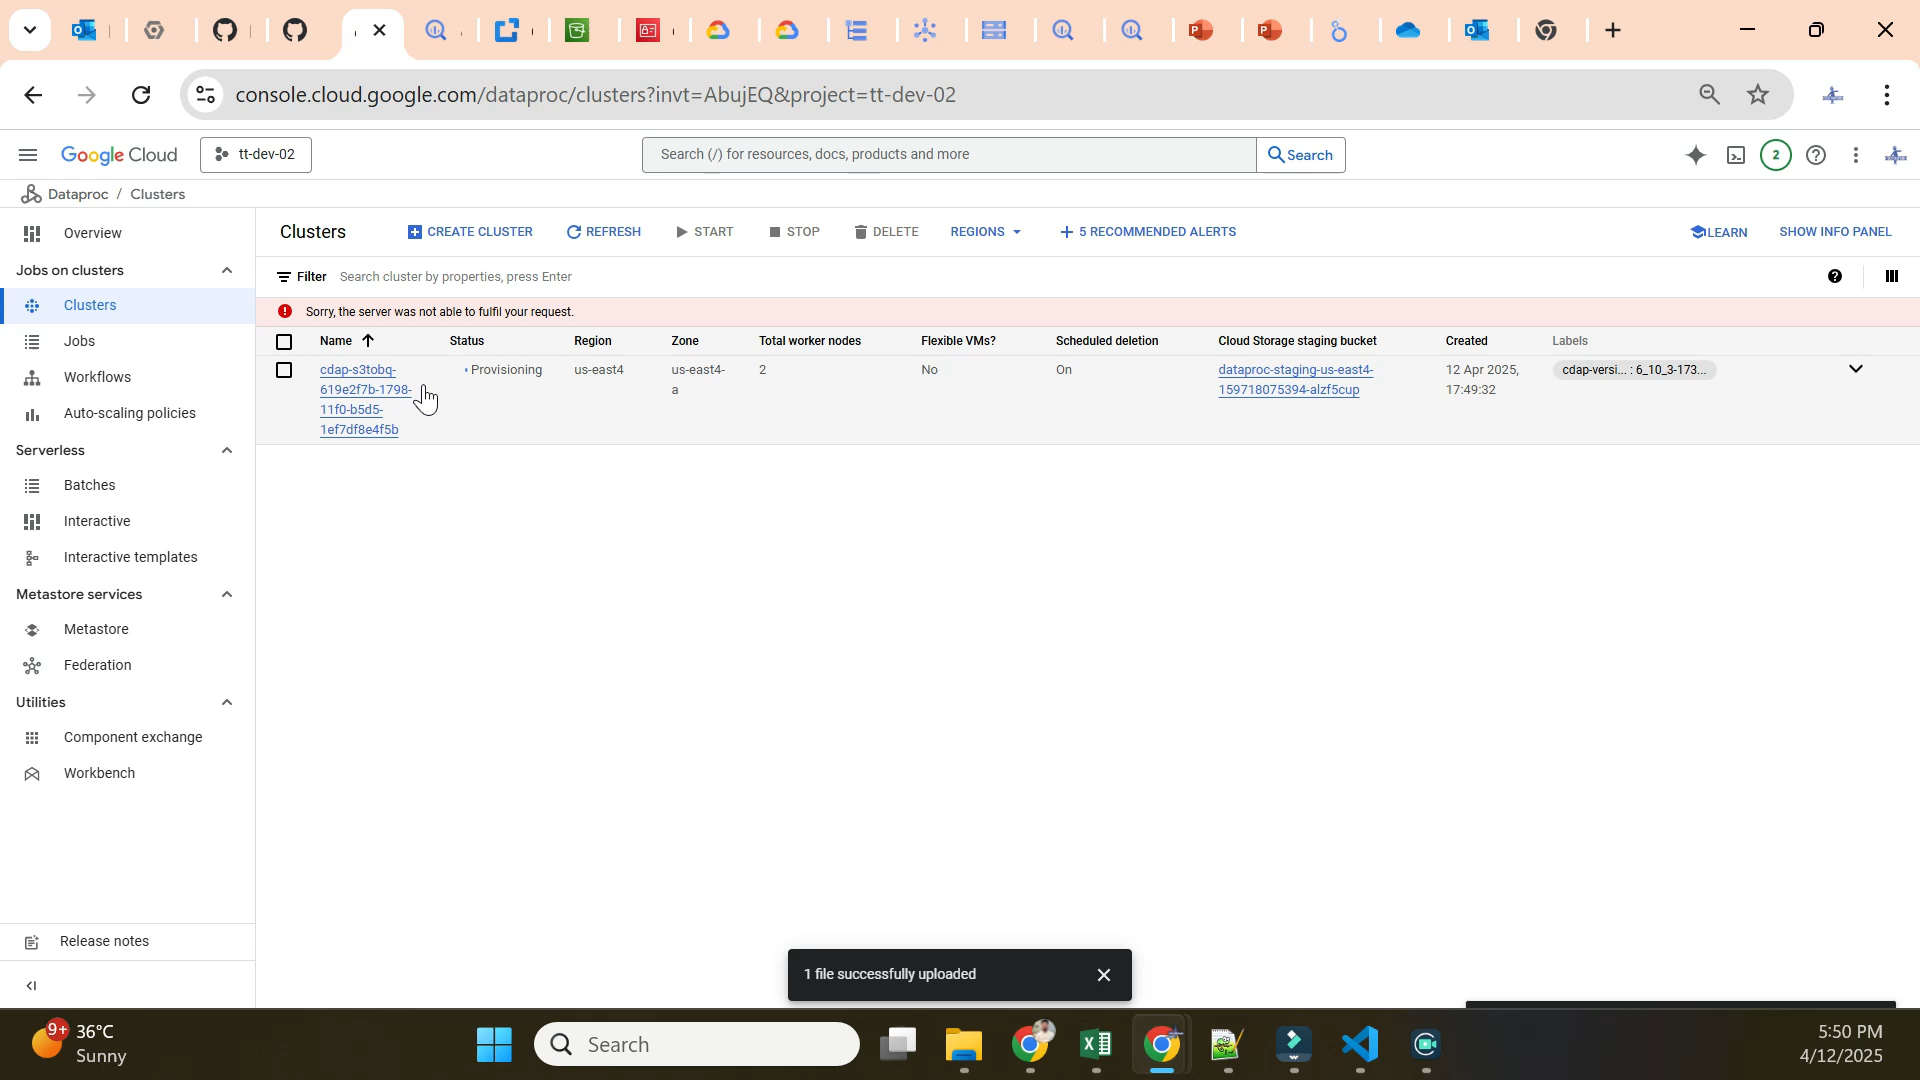 console.cloud.google.com/dataproc/clusters?invt=AbujEQ&project=tt-dev-02
Google Cloud
tt-dev-02
Search (/) for resources, docs, products and more
Search
2
Dataproc / Clusters
Overview
Jobs on clusters
Clusters
Jobs
Workflows
Auto-scaling policies
Serverless
Batches
Interactive
Interactive templates
Metastore services
Metastore
Federation
Utilities
Component exchange
Workbench
Release notes
Clusters
CREATE CLUSTER
REFRESH
START
STOP
DELETE
REGIONS
5 RECOMMENDED ALERTS
LEARN
SHOW INFO PANEL
Filter
Search cluster by properties, press Enter
Sorry, the server was not able to fulfil your request.
Name
Status
Region
Zone
Total worker nodes
Flexible VMs?
Scheduled deletion
Cloud Storage staging bucket
Created
Labels
cdap-s3tobq-
619e2f7b-1798-
11f0-b5d5-
1ef7df8e4f5b
Provisioning
us-east4
us-east4-
a
2
No
On
dataproc-staging-us-east4-
159718075394-alzf5cup
12 Apr 2025,
17:49:32
cdap-versi... : 6_10_3-173...
1 file successfully uploaded
9+
36°C
Sunny
Search
5:50 PM
4/12/2025